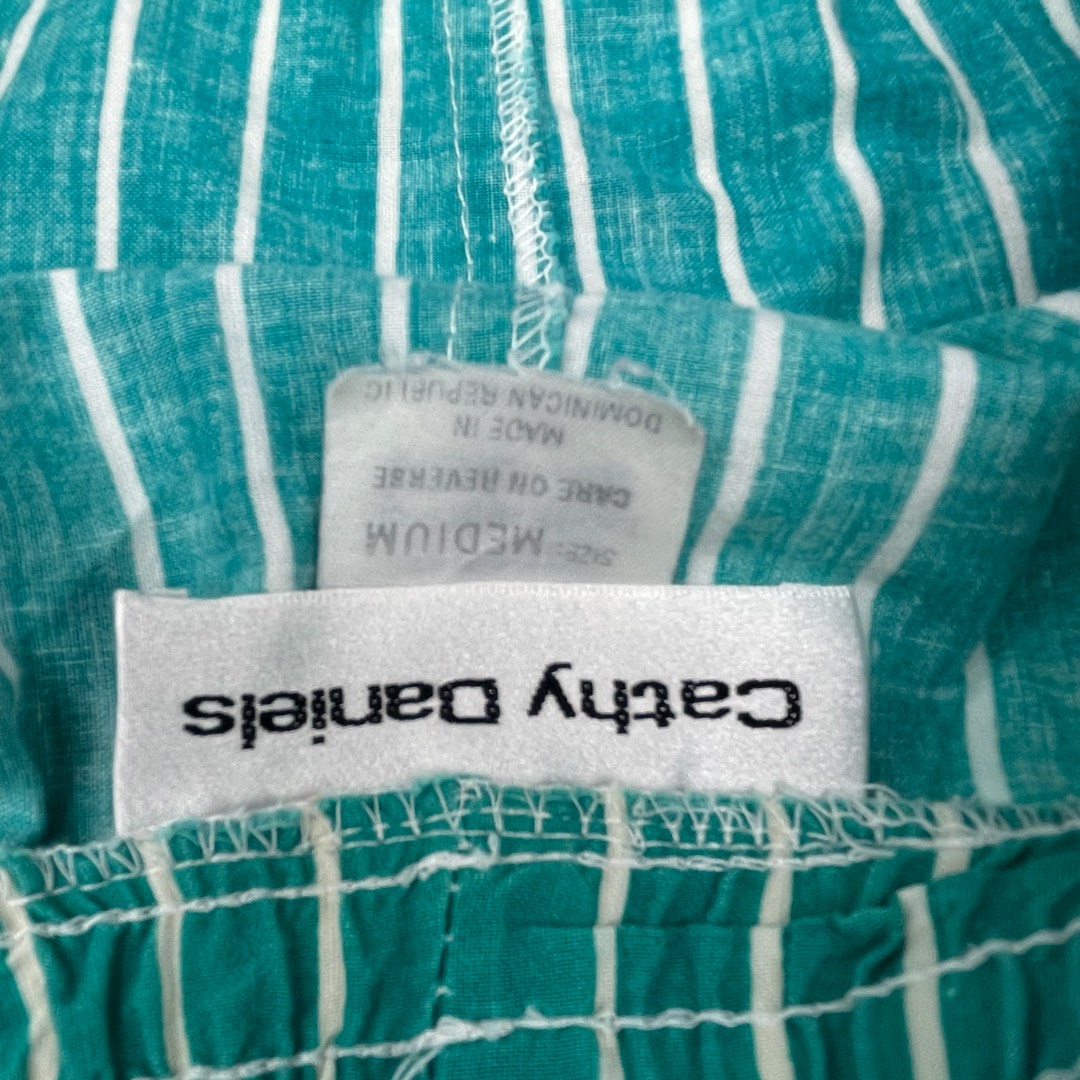 Cathy Daniels
SIZE: MEDIUM
CARE ON REVERSE
MADE IN
DOMINICAN REPUBLIC